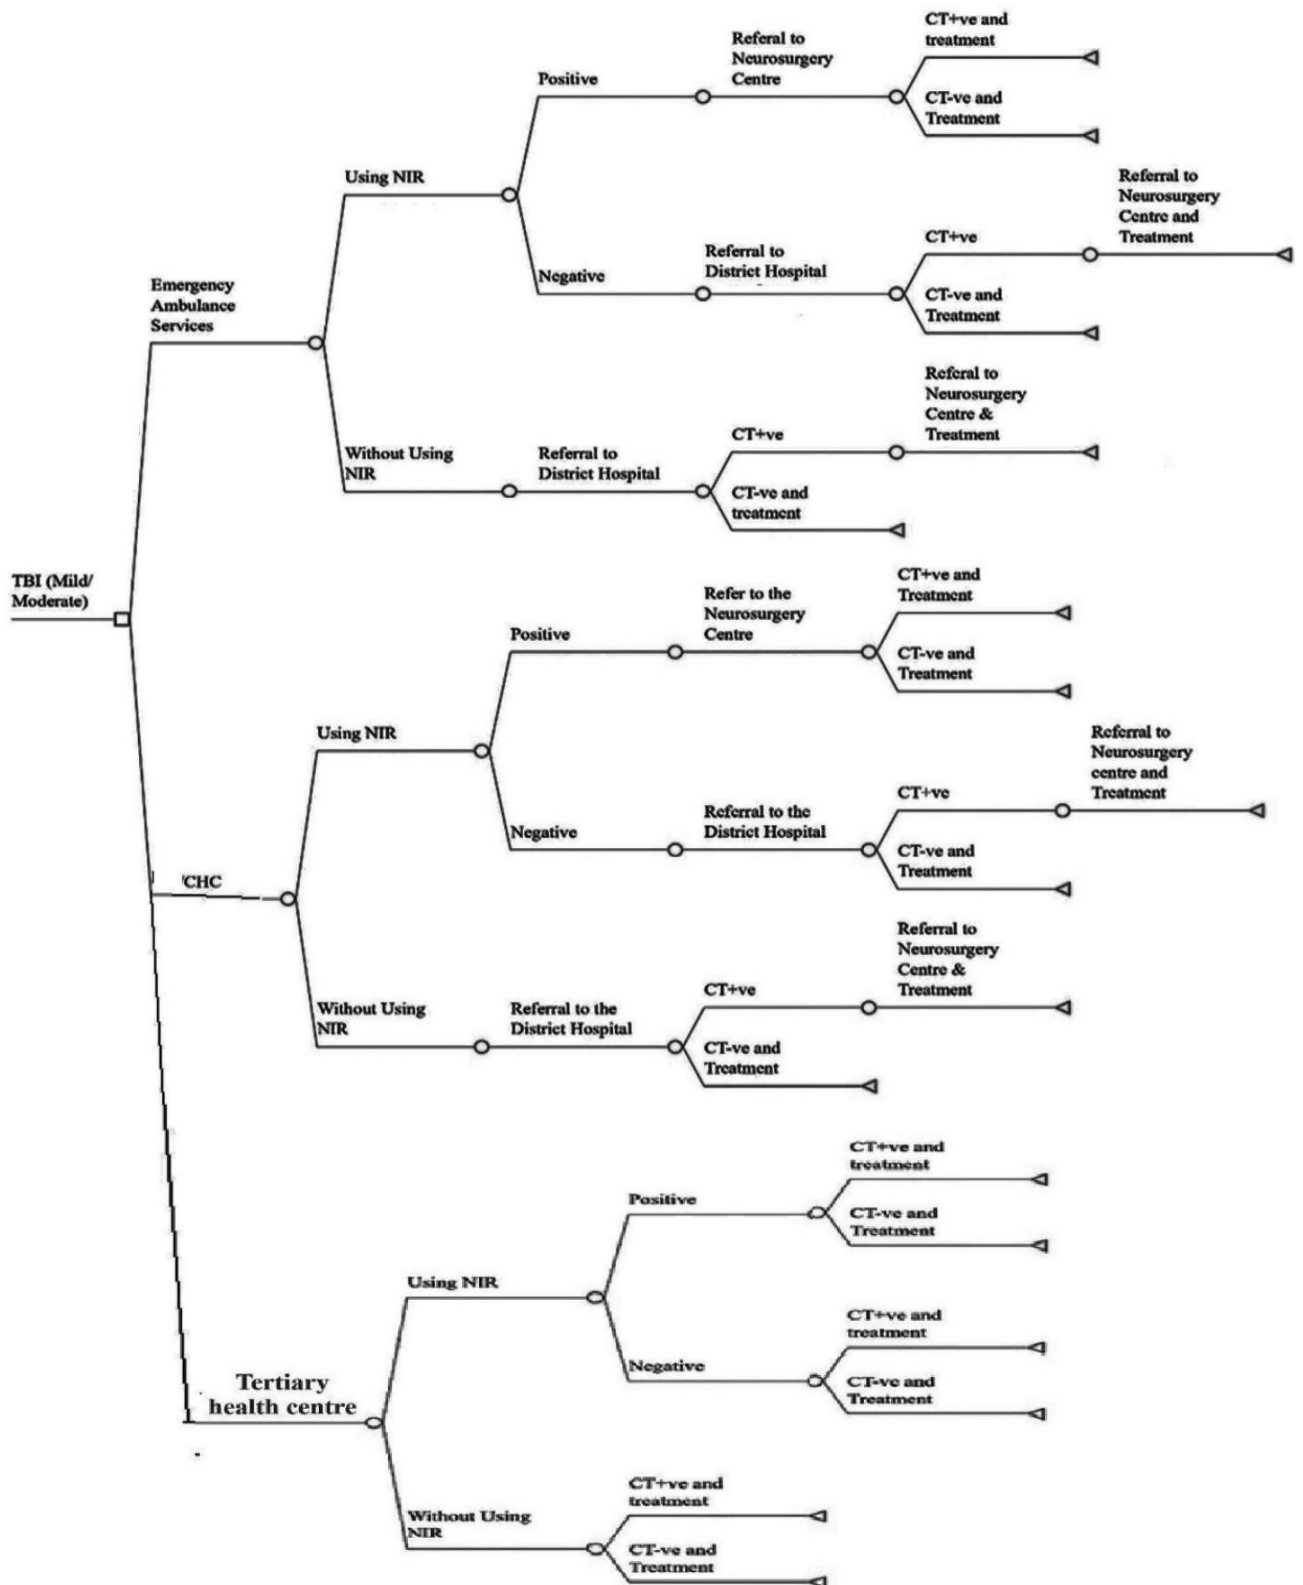 CT+ve and
treatment
Referal to
Neurosurgery
Centre
Positive
CT-ve and
Treatment
Using NIR
Referral to
Neurosurgery
Centre and
Treatment
CT+ve
Referral to
District Hospital
Negative
CT-ve and
Treatment
Emergency
Ambulance
Services
Referal to
Neurosurgery
Centre &
Treatment
CT+ve
Without Using
NIR
Referral to
District Hospital
CT-ve and
treatment
TBI (Mild/
Moderate)
CT+ve and
Treatment
Refer to the
Neurosurgery
Centre
Positive
CT-ve and
Treatment
Using NIR
Referral to
Neurosurgery
centre and
Treatment
CT+ve
Referral to the
District Hospital
Negative
CT-ve and
Treatment
CHC
Referral to
Neurosurgery
Centre &
Treatment
CT+ve
Without Using
NIR
Referral to the
District Hospital
CT-ve and
Treatment
CT+ve and
treatment
Positive
CT-ve and
Treatment
Using NIR
CT+ve and
treatment
Negative
CT-ve and
Treatment
Tertiary
health centre
CT+ve and
treatment
Without Using
NIR
CT-ve and
Treatment